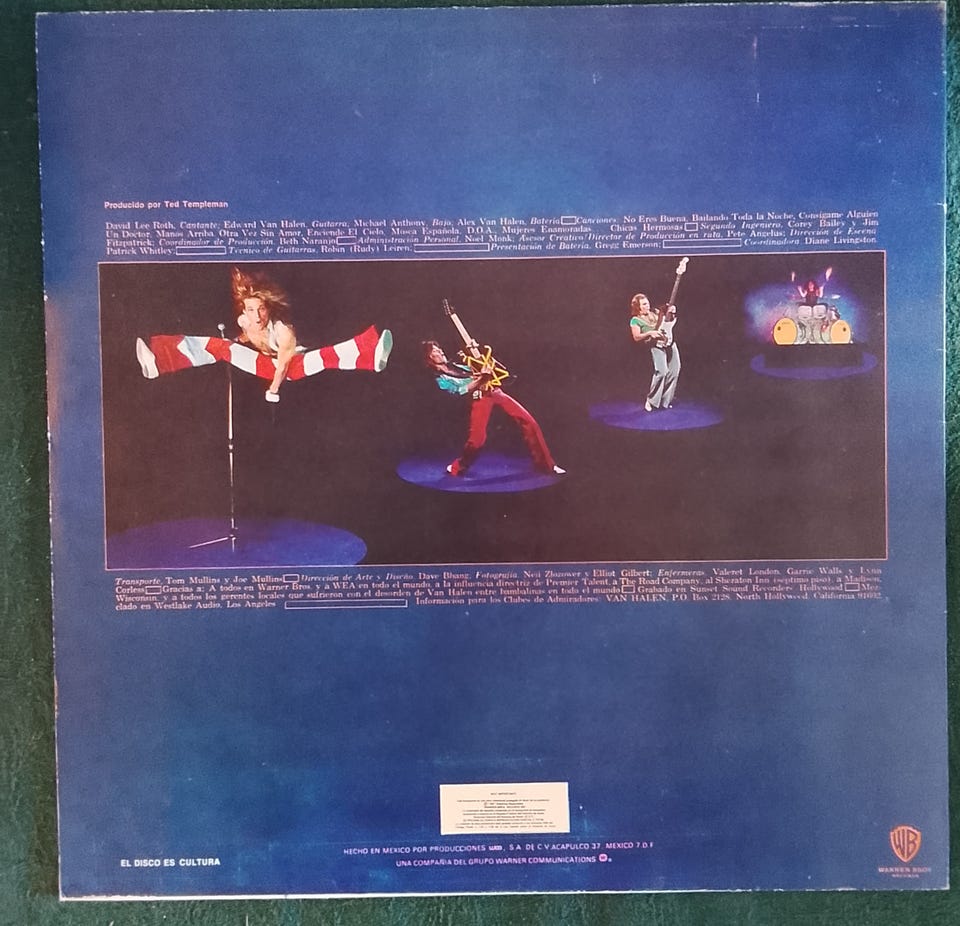 Producido por Ted Templeman
David Lee Roth, Cantante; Edward Van Halen, Guitarra; Michael Anthony, Bajo; Alex Van Halen, Batería Canciones: No Eres Buena, Bailando Toda la Noche, Consígame Alguien
Un Doctor, Manos Arriba, Otra Vez Sin Amor, Enciende El Cielo, Mosca Española, D.O.A., Mujeres Enamoradas Chicas Hermosas Segundo Ingeniero, Corey Bailey y Jim
Fitzpatrick; Coordinador de Producción, Beth Naranjo Administración Personal, Noel Monk; Asesor Creativo/Director de Producción en ruta, Pete Angelus; Dirección de Escena
Patrick Whitley; Técnico de Guitarras, Robin (Rudy) Leiren; Presentación de Batería, Gregg Emerson; Coordinadora Diane Livingston.
Transporte, Tom Mullins y Joe Mullins Dirección de Arte y Diseño, Dave Bhang, Fotografía, Neil Zlozower y Elliot Gilbert; Enfermeras, Valeret London, Garrie Walls y Lynn
Corless Gracias a: A todos en Warner Bros. y a WEA en todo el mundo, a la influencia directriz de Premier Talent, a The Road Company, al Sheraton Inn (séptimo piso), a Madison,
Wisconsin, y a todos los gerentes locales que sufrieron con el desorden de Van Halen entre bambalinas en todo el mundo Grabado en Sunset Sound Recorders Hollywood Mez-
clado en Westlake Audio, Los Angeles Información para los Clubes de Admiradores: VAN HALEN, P.O. Box 2128, North Hollywood, California 91602
EL DISCO ES CULTURA
HECHO EN MEXICO POR PRODUCCIONES wea, S.A. DE C.V. ACAPULCO 37, MEXICO 7, D.F.
UNA COMPAÑIA DEL GRUPO WARNER COMMUNICATIONS
WB
WARNER BROS
RECORDS